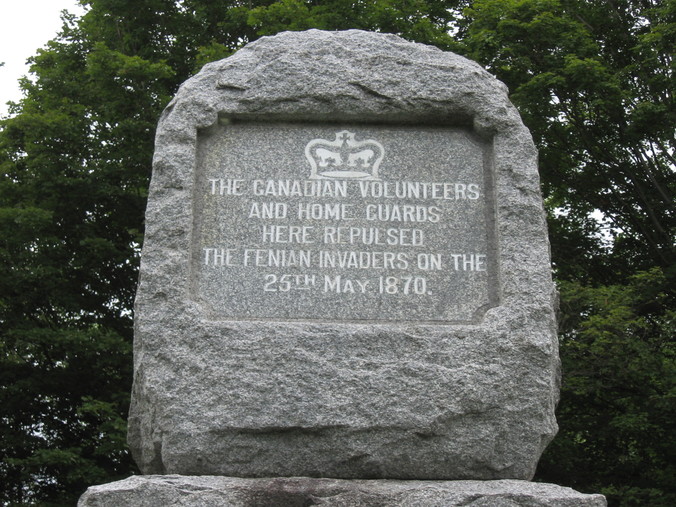 THE CANADIAN VOLUNTEERS
AND HOME GUARDS
HERE REPULSED
THE FENIAN INVADERS ON THE
25TH MAY 1870.